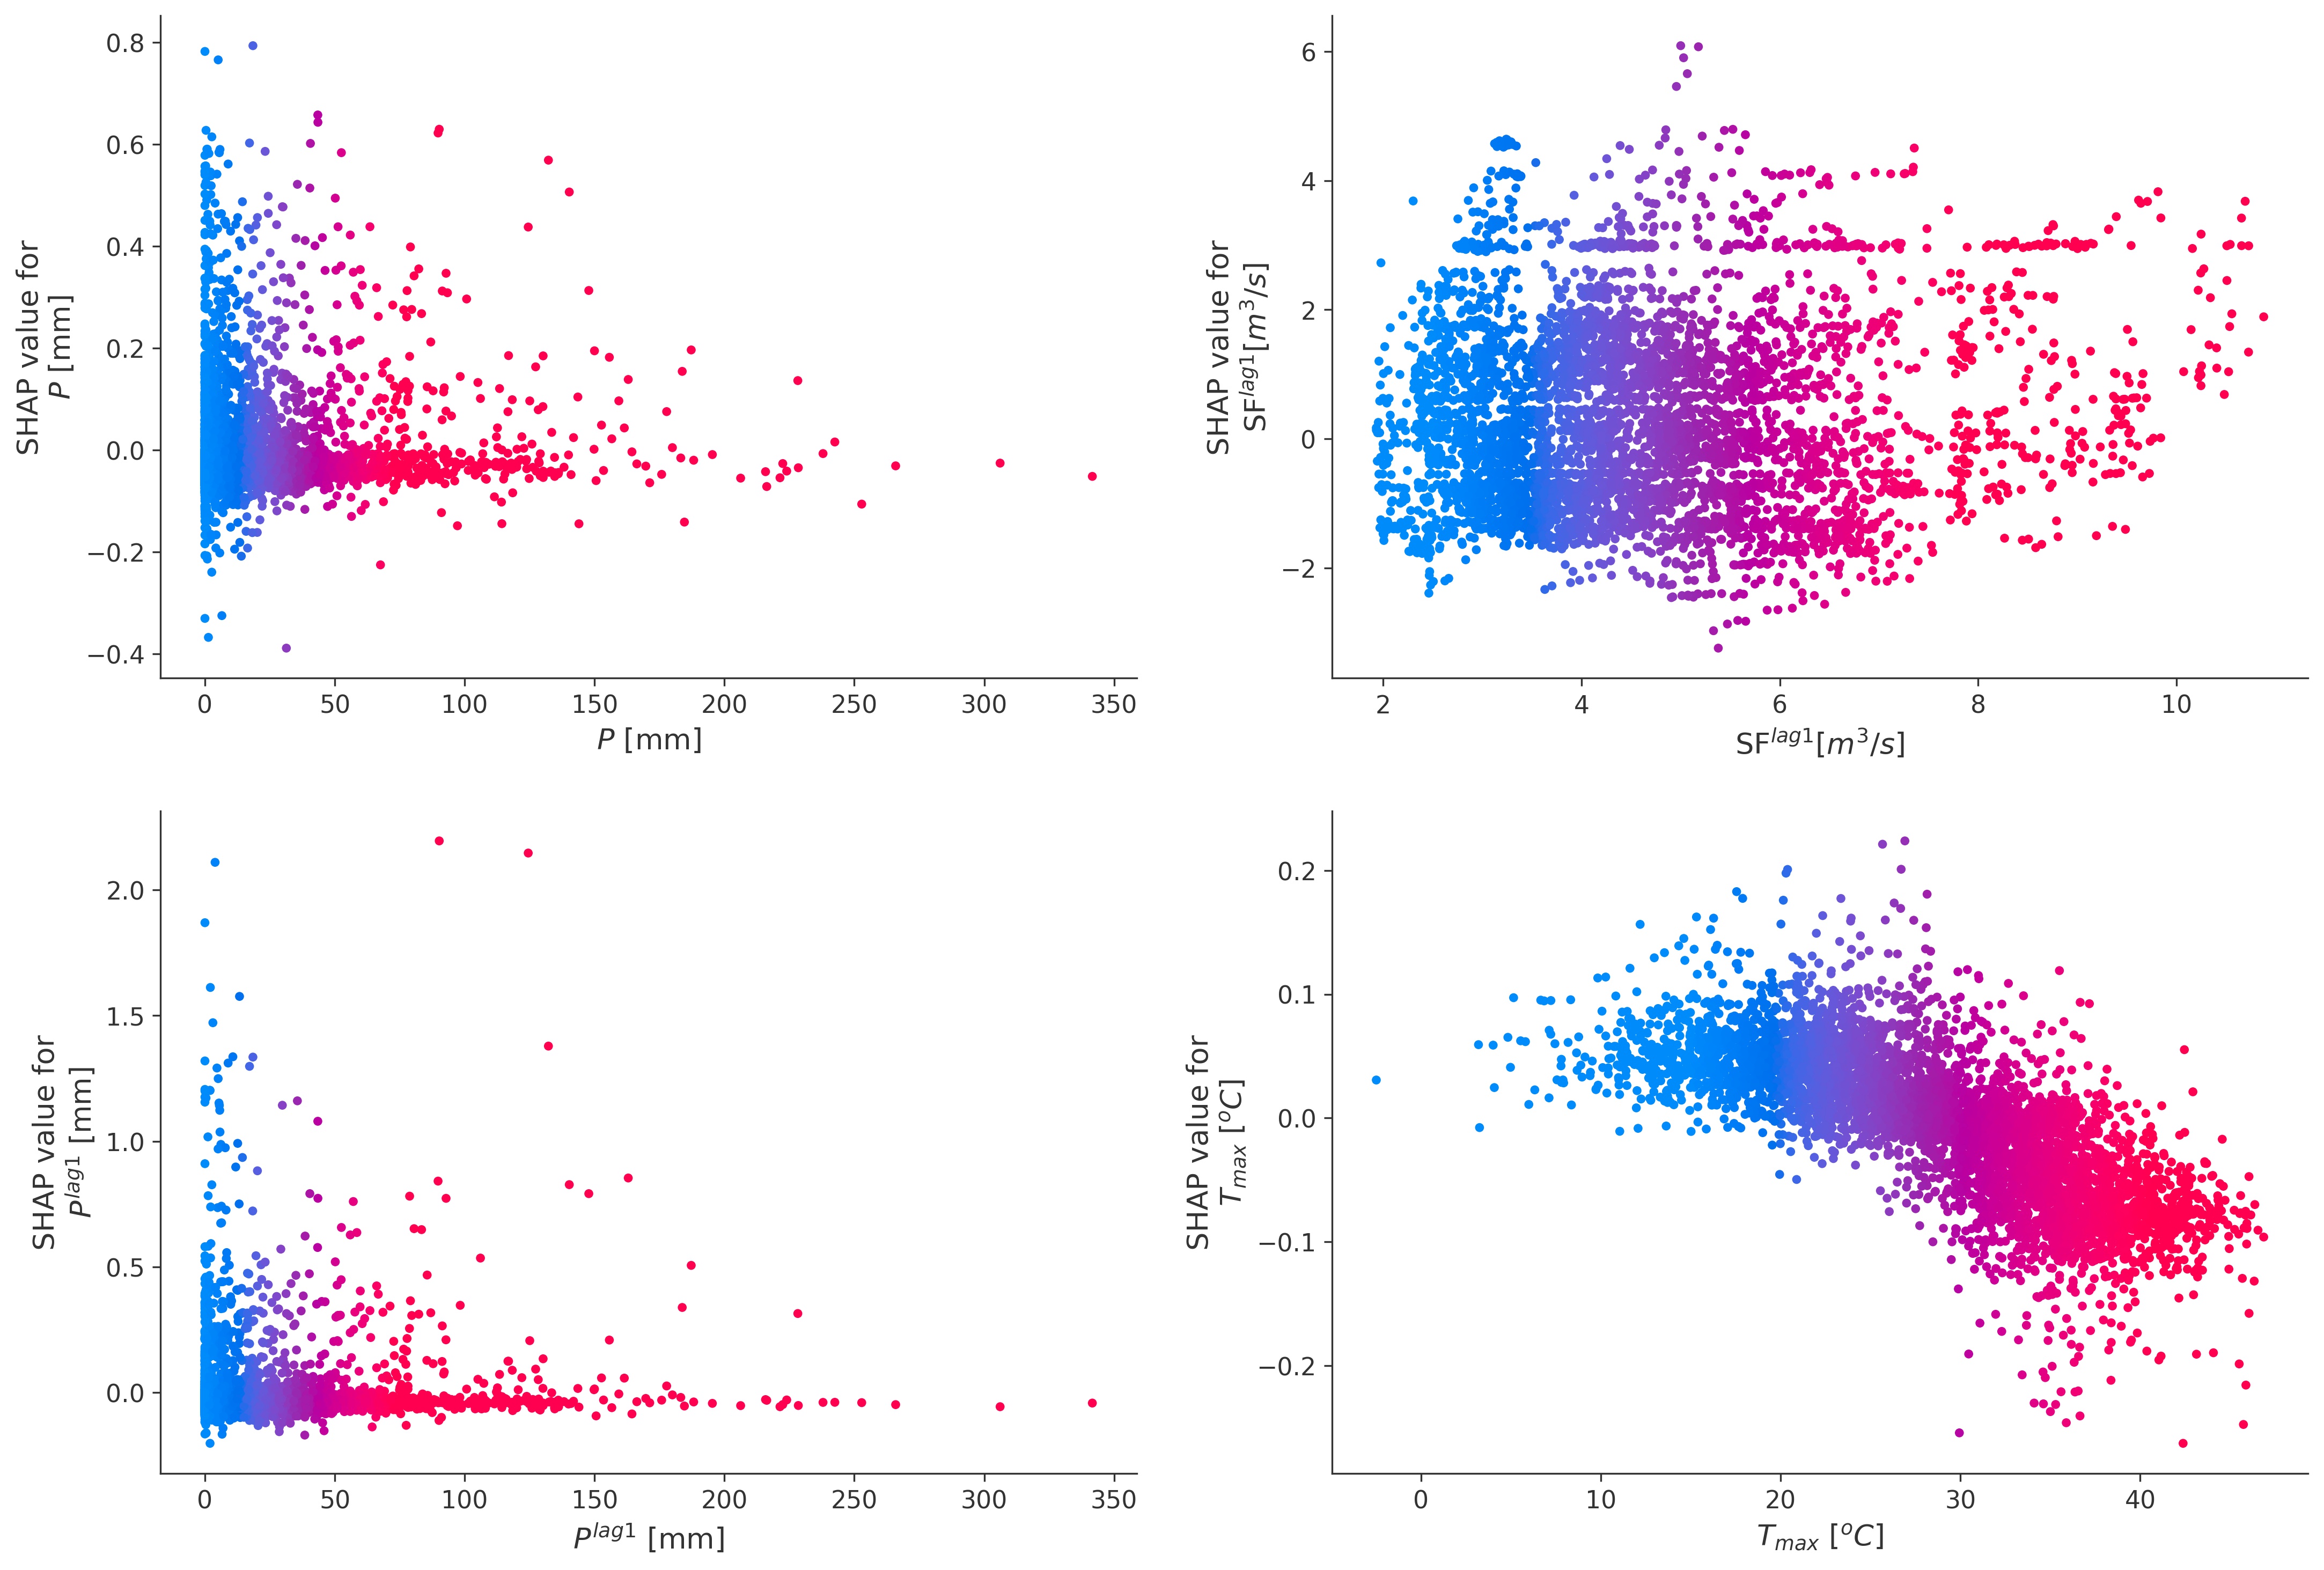 SHAP value for
P [mm]
0.8
0.6
0.4
0.2
0.0
−0.2
−0.4
0 50 100 150 200 250 300 350
P [mm]
SHAP value for
SF^{lag1}[m^3/s]
6
4
2
0
−2
2 4 6 8 10
SF^{lag1}[m^3/s]
SHAP value for
P^{lag1} [mm]
2.0
1.5
1.0
0.5
0.0
0 50 100 150 200 250 300 350
P^{lag1} [mm]
SHAP value for
T_{max} [^oC]
0.2
0.1
0.0
−0.1
−0.2
0 10 20 30 40
T_{max} [^oC]